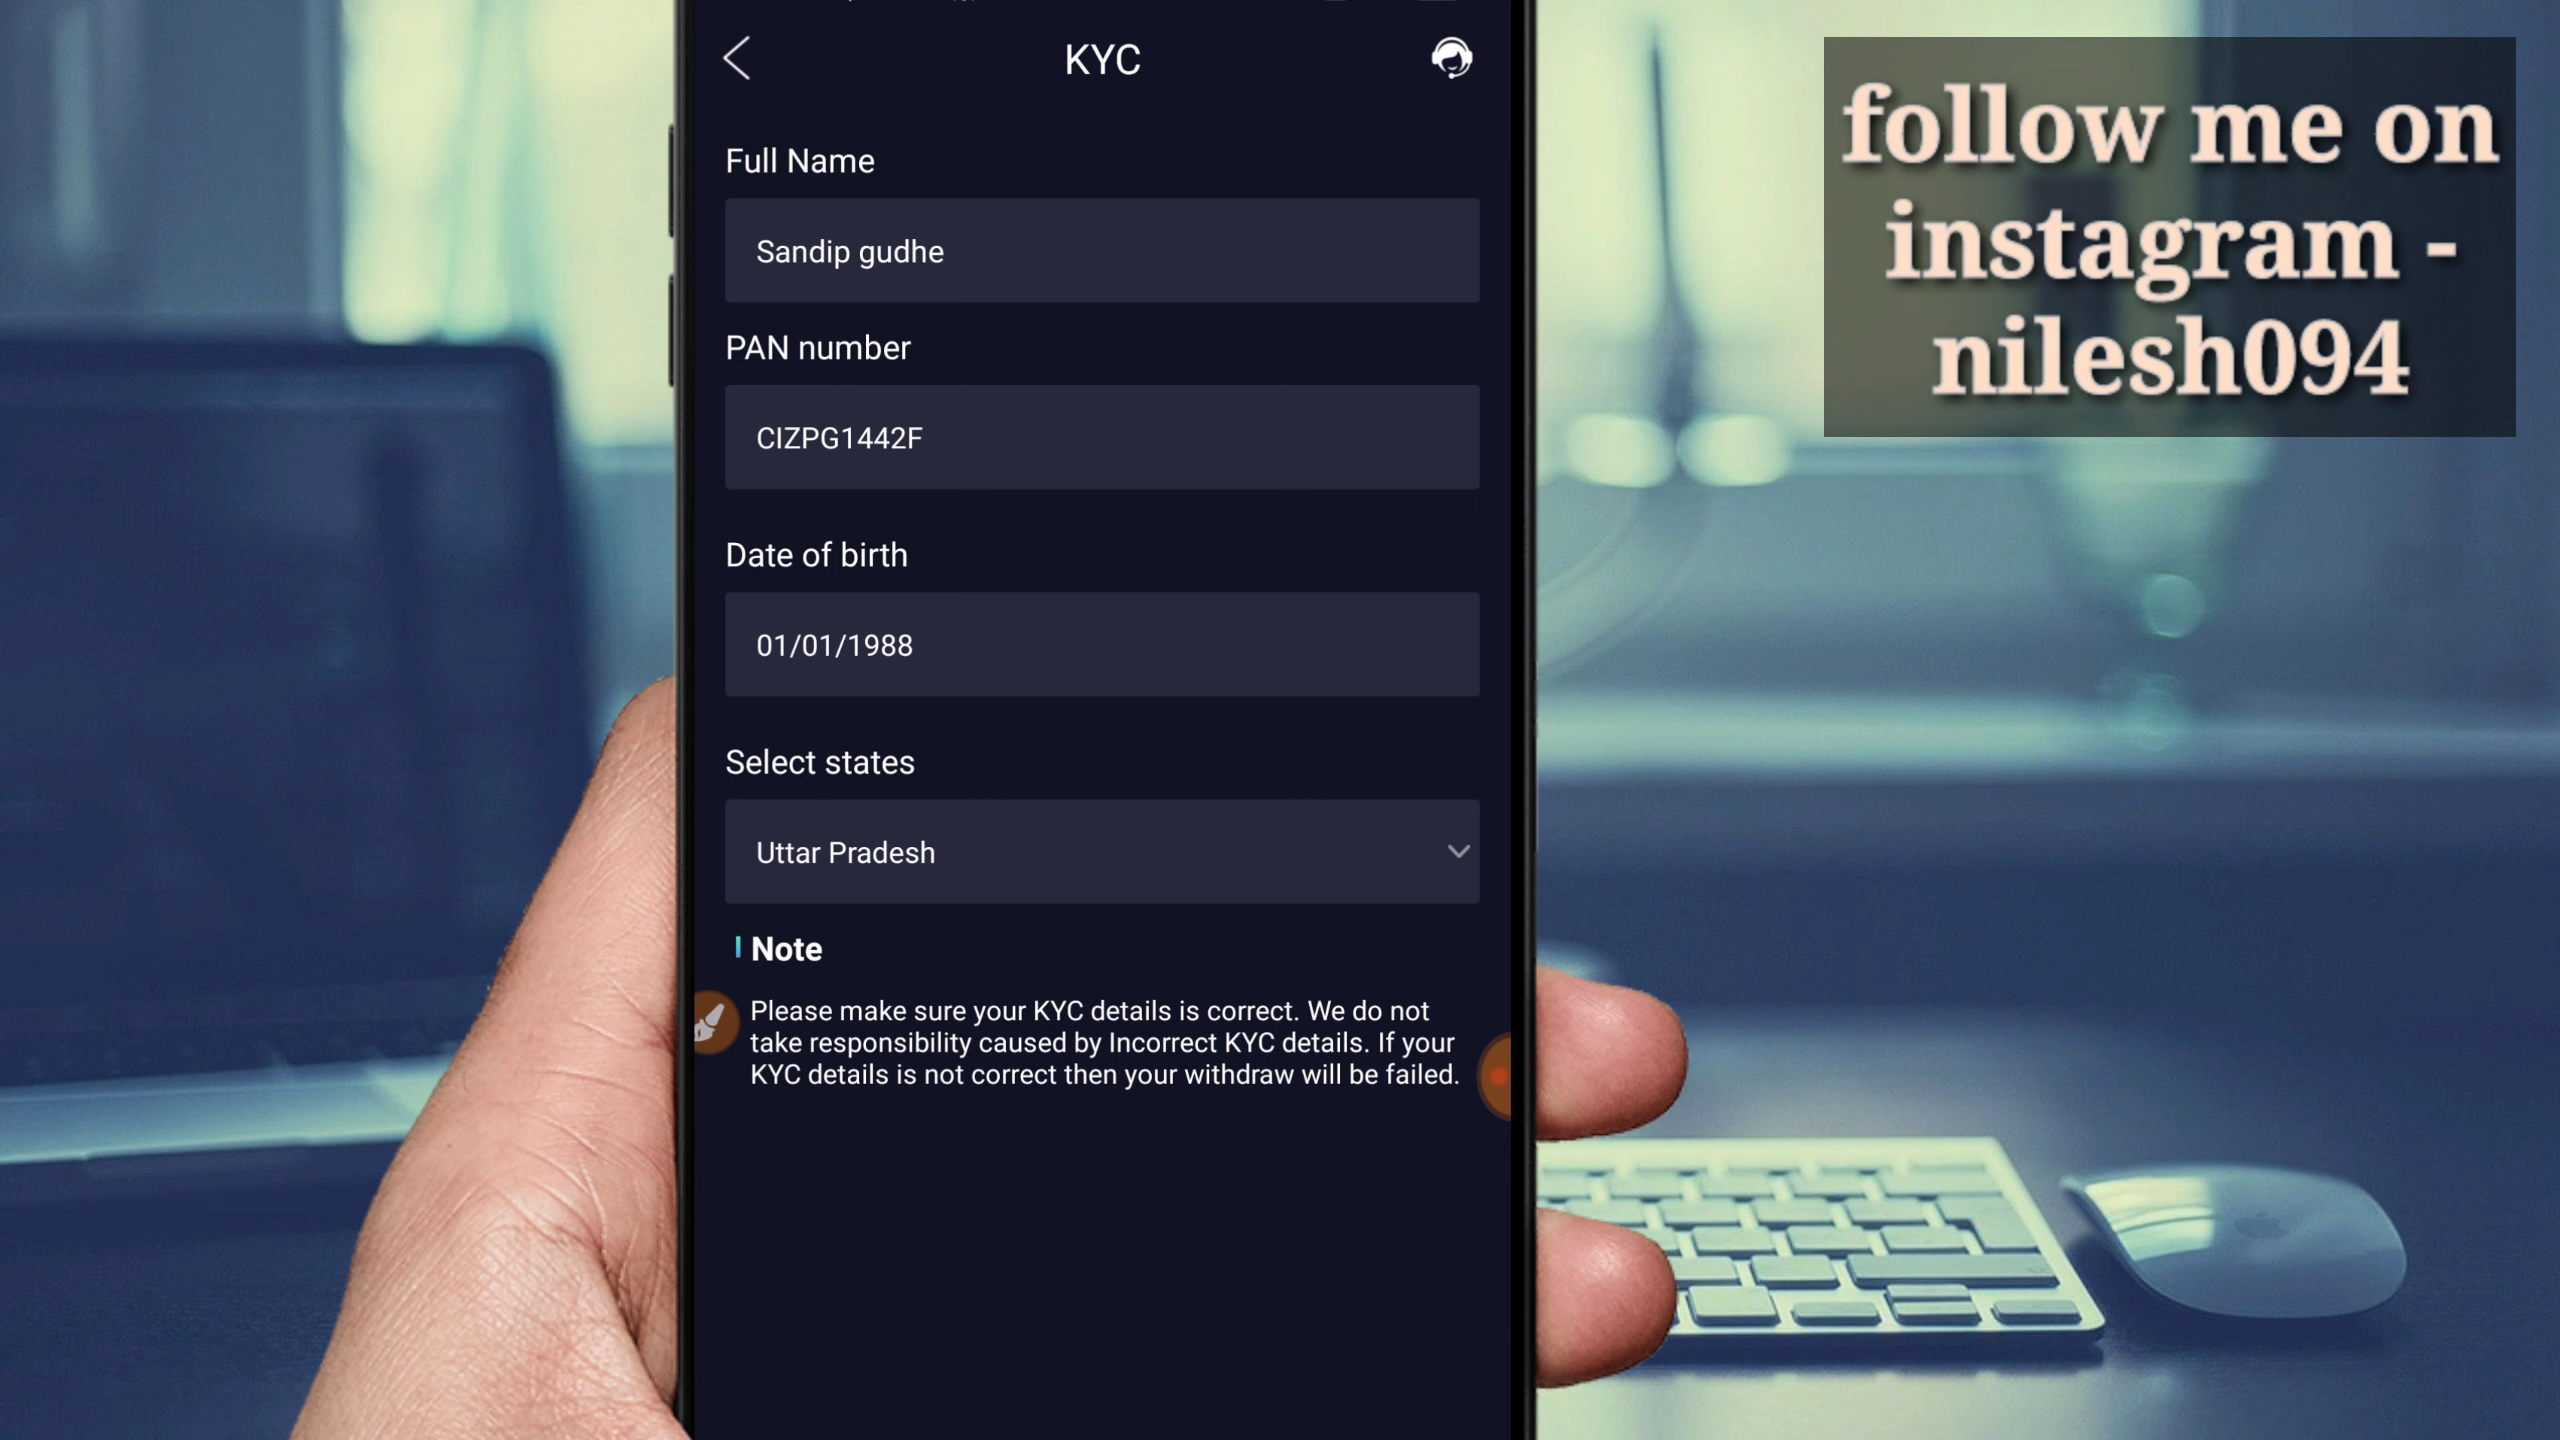 KYC
Full Name
Sandip gudhe
PAN number
CIZPG1442F
Date of birth
01/01/1988
Select states
Uttar Pradesh
Note
Please make sure your KYC details is correct. We do not
take responsibility caused by Incorrect KYC details. If your
KYC details is not correct then your withdraw will be failed.
follow me on
instagram -
nilesh094